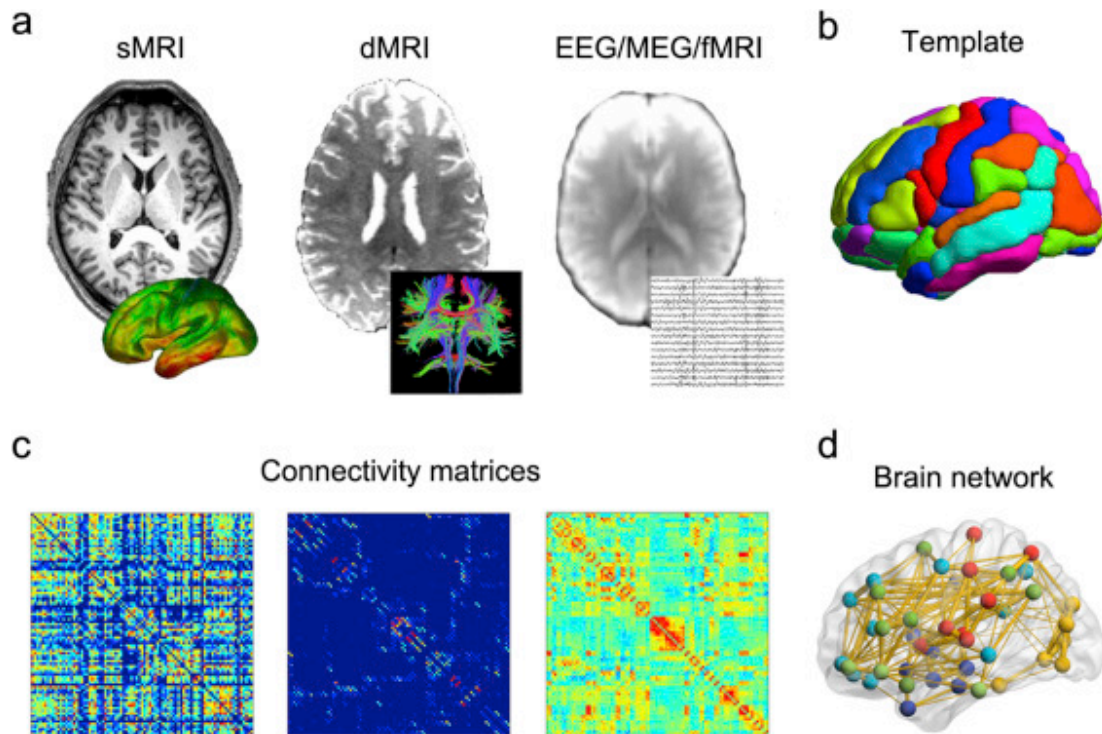 a
sMRI
dMRI
EEG/MEG/fMRI
b
Template
c
Connectivity matrices
d
Brain network